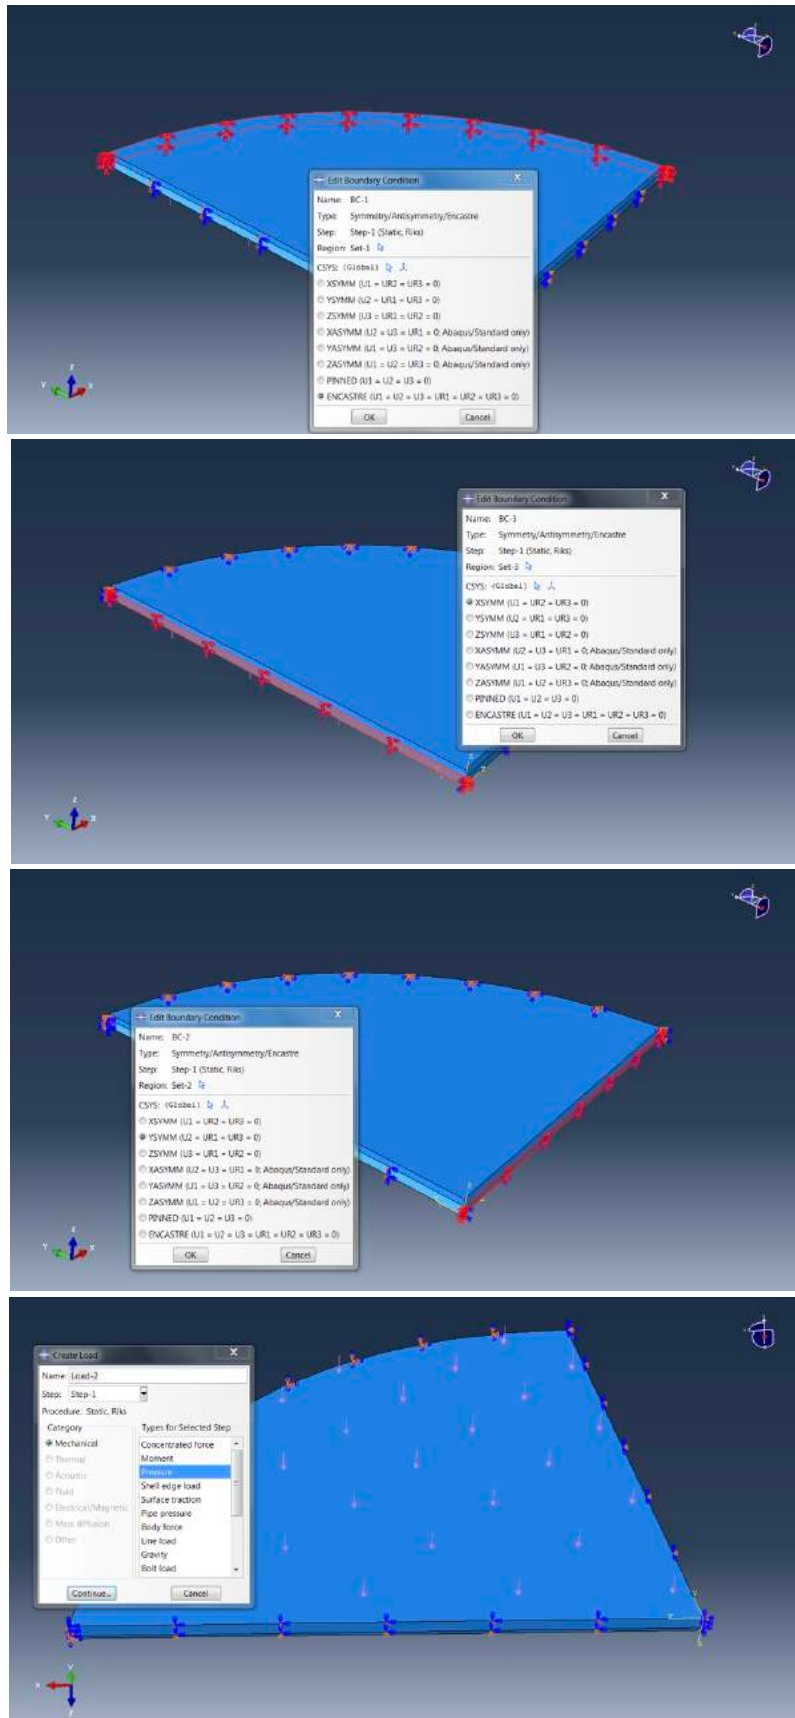 Edit Boundary Condition
X
Name: BC-1
Type: Symmetry/Antisymmetry/Encastre
Step: Step-1 (Static, Riks)
Region: Set-1
CSYS: (Global)
XSYMM (U1 = UR2 = UR3 = 0)
YSYMM (U2 = UR1 = UR3 = 0)
ZSYMM (U3 = UR1 = UR2 = 0)
XASYMM (U2 = U3 = UR1 = 0; Abaqus/Standard only)
YASYMM (U1 = U3 = UR2 = 0; Abaqus/Standard only)
ZASYMM (U1 = U2 = UR3 = 0; Abaqus/Standard only)
PINNED (U1 = U2 = U3 = 0)
ENCASTRE (U1 = U2 = U3 = UR1 = UR2 = UR3 = 0)
OK Cancel
Y Z X
Edit Boundary Condition
X
Name: BC-3
Type: Symmetry/Antisymmetry/Encastre
Step: Step-1 (Static, Riks)
Region: Set-3
CSYS: (Global)
XSYMM (U1 = UR2 = UR3 = 0)
YSYMM (U2 = UR1 = UR3 = 0)
ZSYMM (U3 = UR1 = UR2 = 0)
XASYMM (U2 = U3 = UR1 = 0; Abaqus/Standard only)
YASYMM (U1 = U3 = UR2 = 0; Abaqus/Standard only)
ZASYMM (U1 = U2 = UR3 = 0; Abaqus/Standard only)
PINNED (U1 = U2 = U3 = 0)
ENCASTRE (U1 = U2 = U3 = UR1 = UR2 = UR3 = 0)
OK Cancel
Y Z X
Edit Boundary Condition
X
Name: BC-2
Type: Symmetry/Antisymmetry/Encastre
Step: Step-1 (Static, Riks)
Region: Set-2
CSYS: (Global)
XSYMM (U1 = UR2 = UR3 = 0)
YSYMM (U2 = UR1 = UR3 = 0)
ZSYMM (U3 = UR1 = UR2 = 0)
XASYMM (U2 = U3 = UR1 = 0; Abaqus/Standard only)
YASYMM (U1 = U3 = UR2 = 0; Abaqus/Standard only)
ZASYMM (U1 = U2 = UR3 = 0; Abaqus/Standard only)
PINNED (U1 = U2 = U3 = 0)
ENCASTRE (U1 = U2 = U3 = UR1 = UR2 = UR3 = 0)
OK Cancel
Y Z X
Create Load
X
Name: Load-2
Step: Step-1
Procedure: Static, Riks
Category Types for Selected Step
Mechanical
Thermal
Acoustic
Fluid
Electrical/Magnetic
Mass diffusion
Other
Concentrated force
Moment
Pressure
Shell edge load
Surface traction
Pipe pressure
Body force
Line load
Gravity
Bolt load
Continue... Cancel
X Y Z